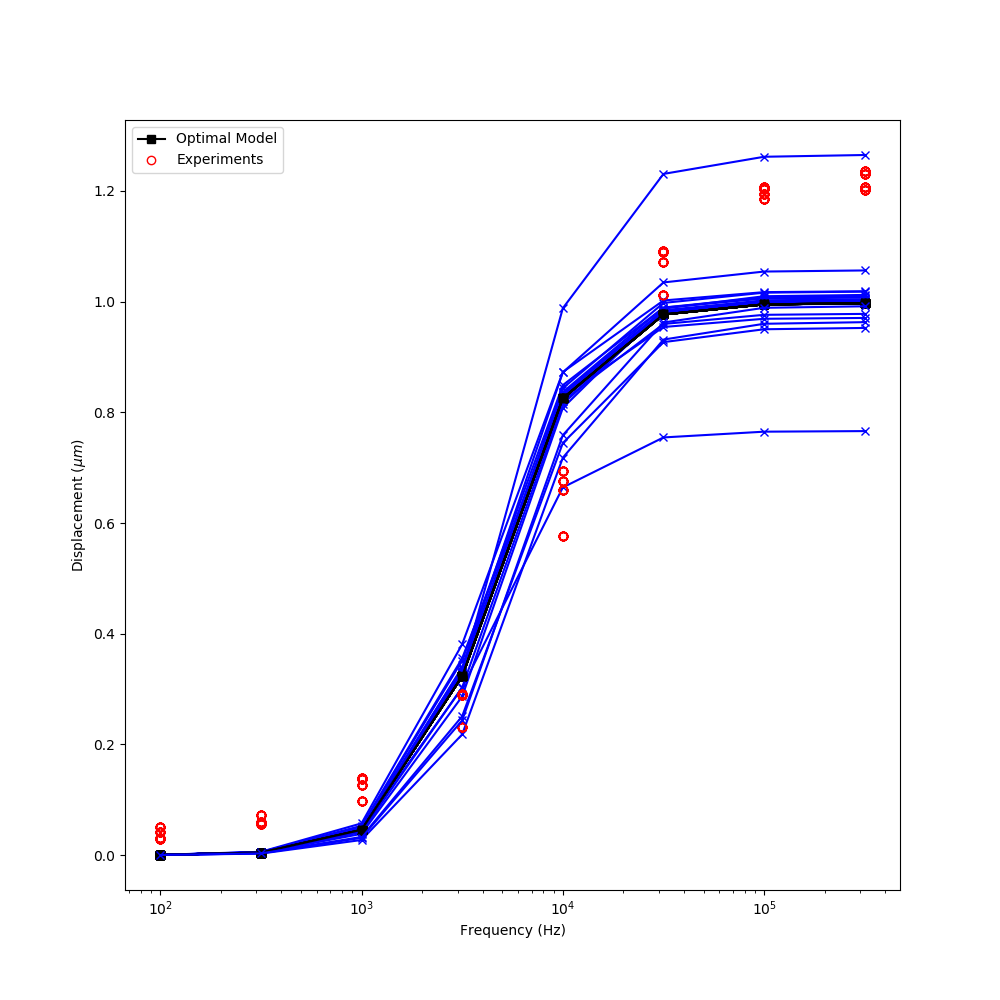 Optimal Model
Experiments
1.2
1.0
0.8
0.6
0.4
0.2
0.0
Displacement (μm)
10²
10³
10⁴
10⁵
Frequency (Hz)